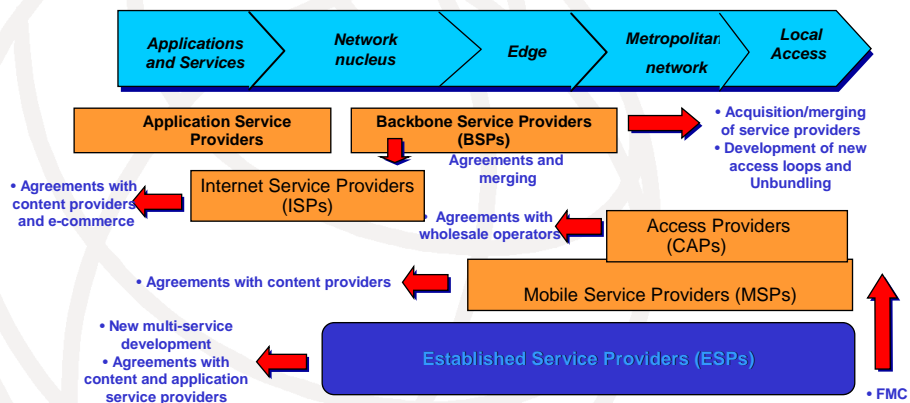 Applications
and Services
Network
nucleus
Edge
Metropolitan
network
Local
Access
Application Service
Providers
Backbone Service Providers
(BSPs)
• Acquisition/merging
of service providers
• Development of new
access loops and
Unbundling
Agreements and
merging
• Agreements with
content providers
and e-commerce
Internet Service Providers
(ISPs)
• Agreements with
wholesale operators
Access Providers
(CAPs)
• Agreements with content providers
Mobile Service Providers (MSPs)
• New multi-service
development
• Agreements with
content and application
service providers
Established Service Providers (ESPs)
• FMC